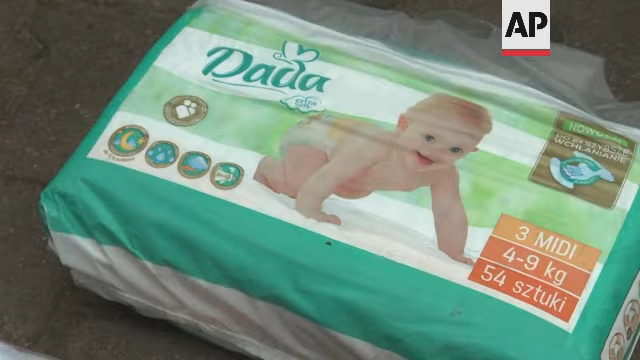 AP
Dada
EXTRA
SOFT
NOWOŚĆ!
WCHŁANIANIE
3 MIDI
4-9 kg
54 sztuki